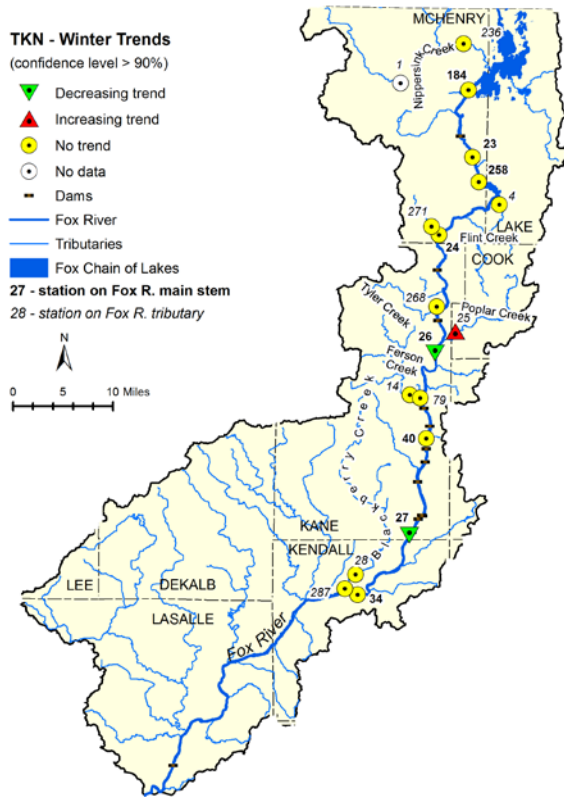 TKN - Winter Trends
(confidence level > 90%)
Decreasing trend
Increasing trend
No trend
No data
Dams
Fox River
Tributaries
Fox Chain of Lakes
27 - station on Fox R. main stem
28 - station on Fox R. tributary
N
0 5 10 Miles
MCHENRY
236
Nippersink Creek
1
184
23
258
4
271
LAKE
Flint Creek
24
COOK
268
Tyler Creek
Poplar Creek
25
26
Ferson Creek
14
79
40
Blackberry Creek
27
KANE
KENDALL
28
LEE
DEKALB
287
34
LASALLE
Fox River